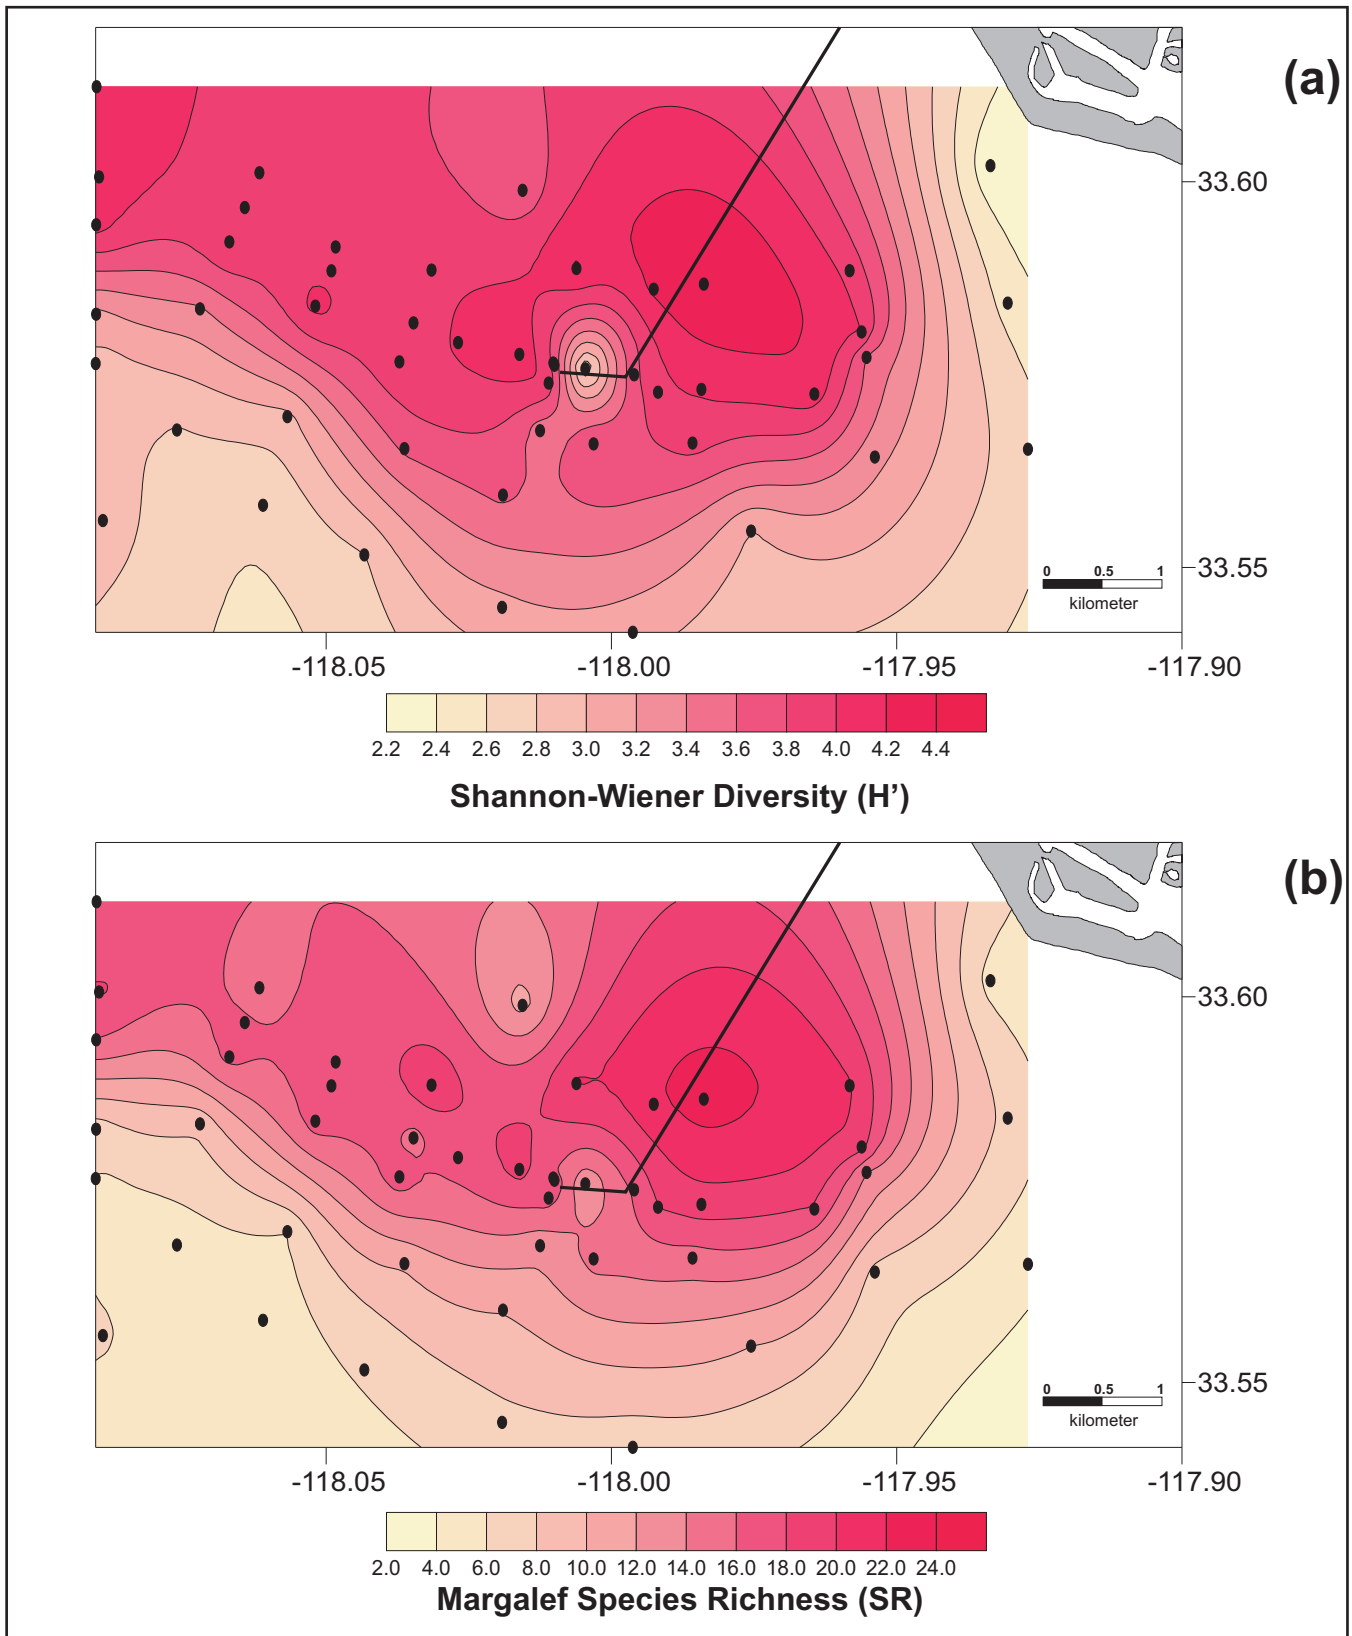 (a)
33.60
33.55
0 0.5 1
kilometer
-118.05 -118.00 -117.95 -117.90
2.2 2.4 2.6 2.8 3.0 3.2 3.4 3.6 3.8 4.0 4.2 4.4
Shannon-Wiener Diversity (H’)
(b)
33.60
33.55
0 0.5 1
kilometer
-118.05 -118.00 -117.95 -117.90
2.0 4.0 6.0 8.0 10.0 12.0 14.0 16.0 18.0 20.0 22.0 24.0
Margalef Species Richness (SR)